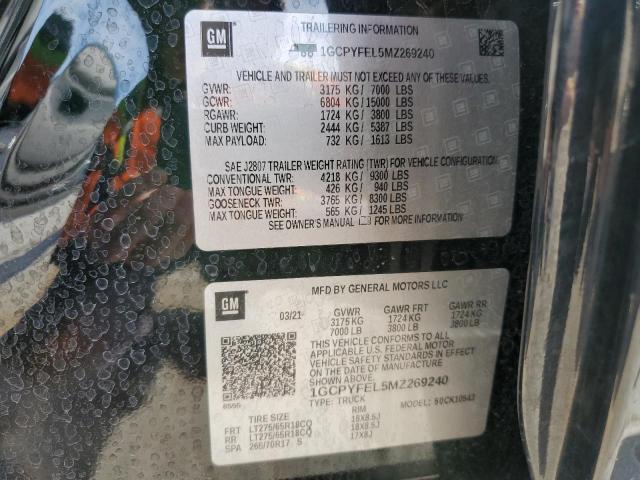 GM
TRAILERING INFORMATION
1GCPYFEL5MZ269240
VEHICLE AND TRAILER MUST NOT EXCEED ANY OF THESE VALUES.
GVWR: 3175 KG / 7000 LBS
GCWR: 6804 KG / 15000 LBS
RGAWR: 1724 KG / 3800 LBS
CURB WEIGHT: 2444 KG / 5387 LBS
MAX PAYLOAD: 732 KG / 1613 LBS
SAE J2807 TRAILER WEIGHT RATING (TWR) FOR VEHICLE CONFIGURATION
CONVENTIONAL TWR: 4218 KG / 9300 LBS
MAX TONGUE WEIGHT: 426 KG / 940 LBS
GOOSENECK TWR: 3765 KG / 8300 LBS
MAX TONGUE WEIGHT: 565 KG / 1245 LBS
SEE OWNER'S MANUAL FOR MORE INFORMATION
GM
MFD BY GENERAL MOTORS LLC
03/21 GVWR GAWR FRT GAWR RR
3175 KG 1724 KG 1724 KG
7000 LB 3800 LB 3800 LB
THIS VEHICLE CONFORMS TO ALL
APPLICABLE U.S. FEDERAL MOTOR
VEHICLE SAFETY STANDARDS IN EFFECT
ON THE DATE OF MANUFACTURE
SHOWN ABOVE.
1GCPYFEL5MZ269240
TYPE: TRUCK MODEL:
TIRE SIZE RIM
FRT LT275/65R18CQ 18X8.5J
RR LT275/65R18CQ 18X8.5J
SPA 265/70R17 S 17X8J